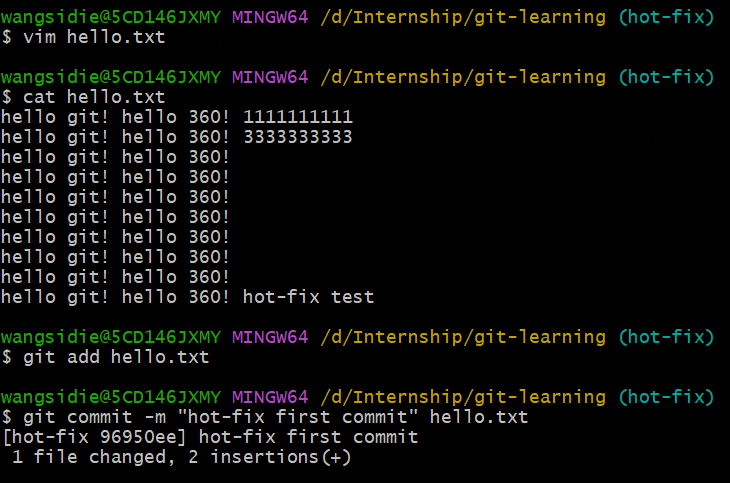 wangsidie@5CD146JXMY MINGW64 /d/Internship/git-learning (hot-fix)
$ vim hello.txt
wangsidie@5CD146JXMY MINGW64 /d/Internship/git-learning (hot-fix)
$ cat hello.txt
hello git! hello 360! 1111111111
hello git! hello 360! 3333333333
hello git! hello 360!
hello git! hello 360!
hello git! hello 360!
hello git! hello 360!
hello git! hello 360!
hello git! hello 360!
hello git! hello 360!
hello git! hello 360! hot-fix test
wangsidie@5CD146JXMY MINGW64 /d/Internship/git-learning (hot-fix)
$ git add hello.txt
wangsidie@5CD146JXMY MINGW64 /d/Internship/git-learning (hot-fix)
$ git commit -m "hot-fix first commit" hello.txt
[hot-fix 96950ee] hot-fix first commit
 1 file changed, 2 insertions(+)